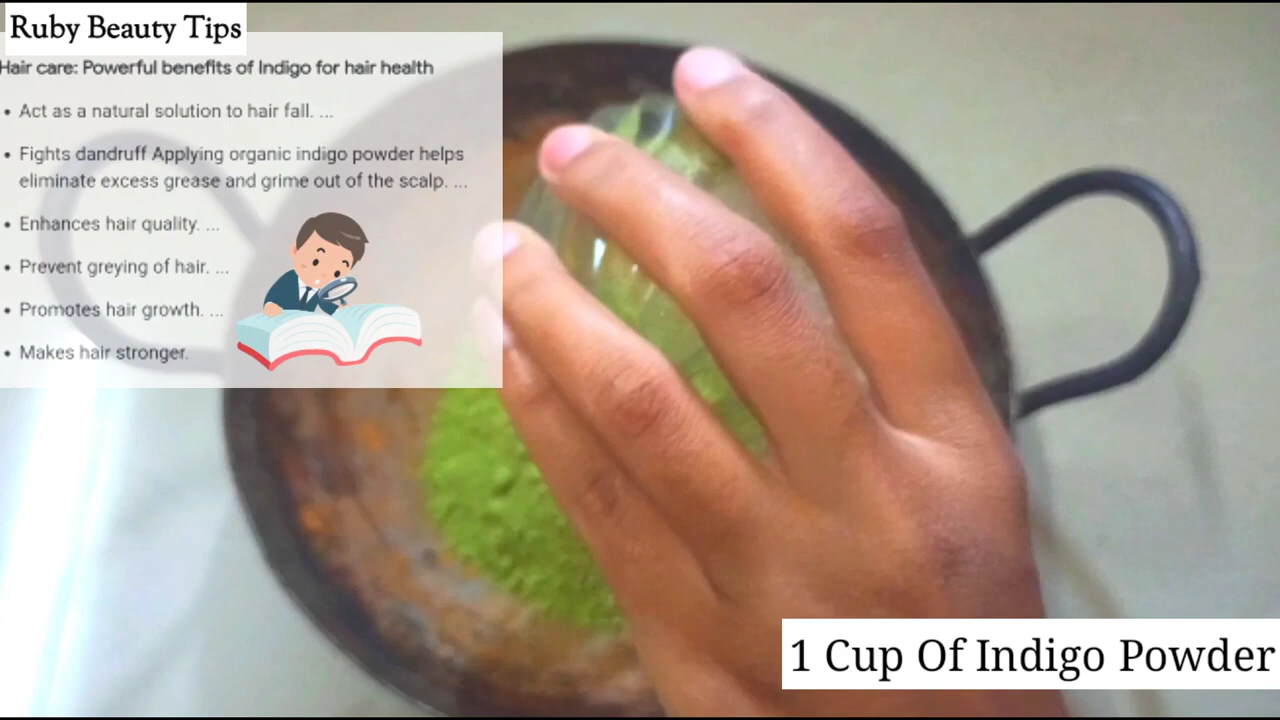 Ruby Beauty Tips
Hair care: Powerful benefits of Indigo for hair health
• Act as a natural solution to hair fall. ...
• Fights dandruff Applying organic indigo powder helps
eliminate excess grease and grime out of the scalp. ...
• Enhances hair quality. ...
• Prevent greying of hair. ...
• Promotes hair growth. ...
• Makes hair stronger.
1 Cup Of Indigo Powder